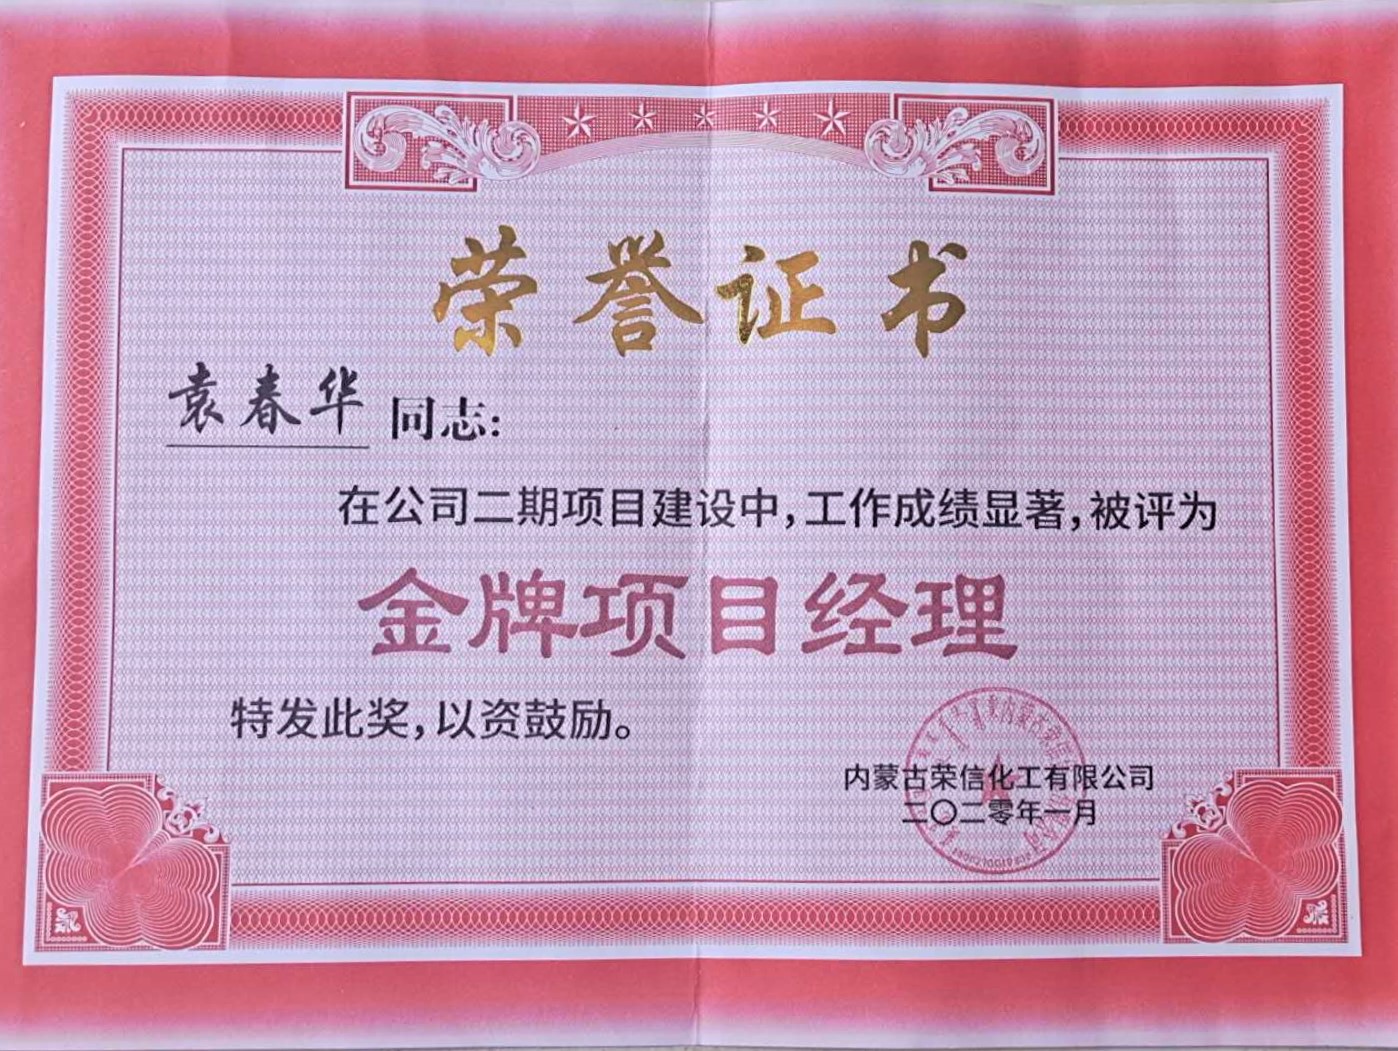 荣誉证书
袁春华 同志:
在公司二期项目建设中,工作成绩显著,被评为
金牌项目经理
特发此奖,以资鼓励。
内蒙古荣信化工有限公司
二〇二零年一月